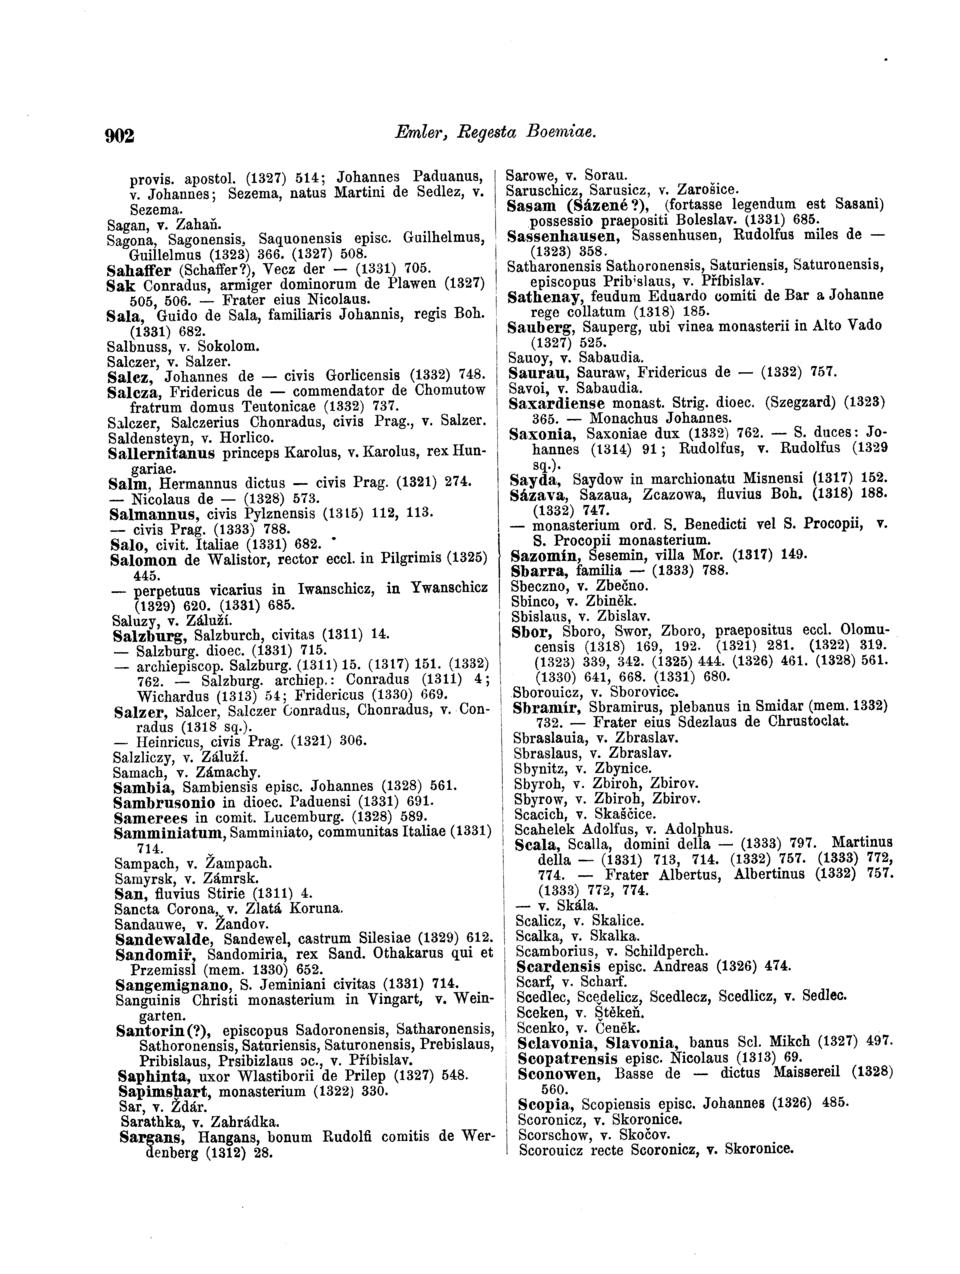 902
Emler, Regesta Boemiae.
provis. apostol. (1327) 514; Johannes Paduanus,
v. Johannes; Sezema, natus Martini de Sedlez, v.
Sezema.
Sagan, v. Zahaň.
Sagona, Sagonensis, Saquonensis episc. Guilhelmus,
Guillelmus (1323) 366. (1327) 508.
Sahaffer (Schaffer?), Vecz der — (1331) 705.
Sak Conradus, armiger dominorum de Plawen (1327)
505, 506. — Frater eius Nicolaus.
Sala, Guido de Sala, familiaris Johannis, regis Boh.
(1331) 682.
Salbnuss, v. Sokolom.
Salczer, v. Salzer.
Salcz, Johannes de — civis Gorlicensis (1332) 748.
Salcza, Fridericus de — commendator de Chomutow
fratrum domus Teutonicae (1332) 737.
Salczer, Salczerius Chonradus, civis Prag., v. Salzer.
Saldensteyn, v. Horlico.
Sallernitanus princeps Karolus, v. Karolus, rex Hun-
gariae.
Salm, Hermannus dictus — civis Prag. (1321) 274.
— Nicolaus de — (1328) 573.
Salmannus, civis Pylznensis (1315) 112, 113.
— civis Prag. (1333) 788.
Salo, civit. Italiae (1331) 682.
Salomon de Walistor, rector eccl. in Pilgrimis (1325)
445.
— perpetuus vicarius in Iwanschicz, in Ywanschicz
(1329) 620. (1331) 685.
Saluzy, v. Záluží.
Salzburg, Salzburch, civitas (1311) 14.
— Salzburg. dioec. (1331) 715.
— archiepiscop. Salzburg. (1311) 15. (1317) 151. (1332)
762. — Salzburg. archiep.: Conradus (1311) 4;
Wichardus (1313) 54; Fridericus (1330) 669.
Salzer, Salcer, Salczer Conradus, Chonradus, v. Con-
radus (1318 sq.).
— Heinricus, civis Prag. (1321) 306.
Salzliczy, v. Záluží.
Samach, v. Zámachy.
Sambia, Sambiensis episc. Johannes (1328) 561.
Sambrusonio in dioec. Paduensi (1331) 691.
Samerees in comit. Lucemburg. (1328) 589.
Samminiatum, Samminiato, communitas Italiae (1331)
714.
Sampach, v. Žampach.
Samyrsk, v. Zámrsk.
San, fluvius Stirie (1311) 4.
Sancta Corona, v. Zlatá Koruna.
Sandauwe, v. Žandov.
Sandewalde, Sandewel, castrum Silesiae (1329) 612.
Sandomiř, Sandomiria, rex Sand. Othakarus qui et
Przemissl (mem. 1330) 652.
Sangemignano, S. Jeminiani civitas (1331) 714.
Sanguinis Christi monasterium in Vingart, v. Wein-
garten.
Santorin(?), episcopus Sadoronensis, Satharonensis,
Sathoronensis, Saturiensis, Saturonensis, Prebislaus,
Pribislaus, Prsibizlaus ꝛc., v. Příbislav.
Saphinta, uxor Wlastiborii de Prilep (1327) 548.
Sapimshart, monasterium (1322) 330.
Sar, v. Ždár.
Sarathka, v. Zahrádka.
Sargans, Hangans, bonum Rudolfi comitis de Wer-
denberg (1312) 28.
Sarowe, v. Sorau.
Saruschicz, Sarusicz, v. Zarošice.
Sasam (Sázené?), (fortasse legendum est Sasani)
possessio praepositi Boleslav. (1331) 685.
Sassenhausen, Sassenhusen, Rudolfus miles de —
(1323) 358.
Satharonensis Sathoronensis, Saturiensis, Saturonensis,
episcopus Pribislaus, v. Příbislav.
Sathenay, feudum Eduardo comiti de Bar a Johanne
rege collatum (1318) 185.
Sauberg, Sauperg, ubi vinea monasterii in Alto Vado
(1327) 525.
Sauoy, v. Sabaudia.
Saurau, Sauraw, Fridericus de — (1332) 757.
Savoi, v. Sabaudia.
Saxardiense monast. Strig. dioec. (Szegzard) (1323)
365. — Monachus Johannes.
Saxonia, Saxoniae dux (1332) 762. — S. duces: Jo-
hannes (1314) 91; Rudolfus, v. Rudolfus (1329
sq.).
Sayda, Saydow in marchionatu Misnensi (1317) 152.
Sázava, Sazaua, Zcazowa, fluvius Boh. (1318) 188.
(1332) 747.
— monasterium ord. S. Benedicti vel S. Procopii, v.
S. Procopii monasterium.
Sazomín, Sesemin, villa Mor. (1317) 149.
Sbarra, familia — (1333) 788.
Sbeczno, v. Zbečno.
Sbinco, v. Zbiněk.
Sbislaus, v. Zbislav.
Sbor, Sboro, Swor, Zboro, praepositus eccl. Olomu-
censis (1318) 169, 192. (1321) 281. (1322) 319.
(1323) 339, 342. (1325) 444. (1326) 461. (1328) 561.
(1330) 641, 668. (1331) 680.
Sborouicz, v. Sborovice.
Sbramír, Sbramirus, plebanus in Smidar (mem. 1332)
732. — Frater eius Sdezlaus de Chrustoclat.
Sbraslauia, v. Zbraslav.
Sbraslaus, v. Zbraslav.
Sbynitz, v. Zbynice.
Sbyroh, v. Zbiroh, Zbirov.
Sbyrow, v. Zbiroh, Zbirov.
Scacich, v. Skaščice.
Scahelek Adolfus, v. Adolphus.
Scala, Scalla, domini della — (1333) 797. Martinus
della — (1331) 713, 714. (1332) 757. (1333) 772,
774. — Frater Albertus, Albertinus (1332) 757.
(1333) 772, 774.
— v. Skála.
Scalicz, v. Skalice.
Scalka, v. Skalka.
Scamborius, v. Schildperch.
Scardensis episc. Andreas (1326) 474.
Scarf, v. Scharf.
Scedlec, Scedelicz, Scedlecz, Scedlicz, v. Sedlec.
Sceken, v. Štěkeň.
Scenko, v. Čeněk.
Sclavonia, Slavonia, banus Scl. Mikch (1327) 497.
Scopatrensis episc. Nicolaus (1313) 69.
Sconowen, Basse de — dictus Maissereil (1328)
560.
Scopia, Scopiensis episc. Johannes (1326) 485.
Scoronicz, v. Skoronice.
Scorschow, v. Skočov.
Scorouicz recte Scoronicz, v. Skoronice.